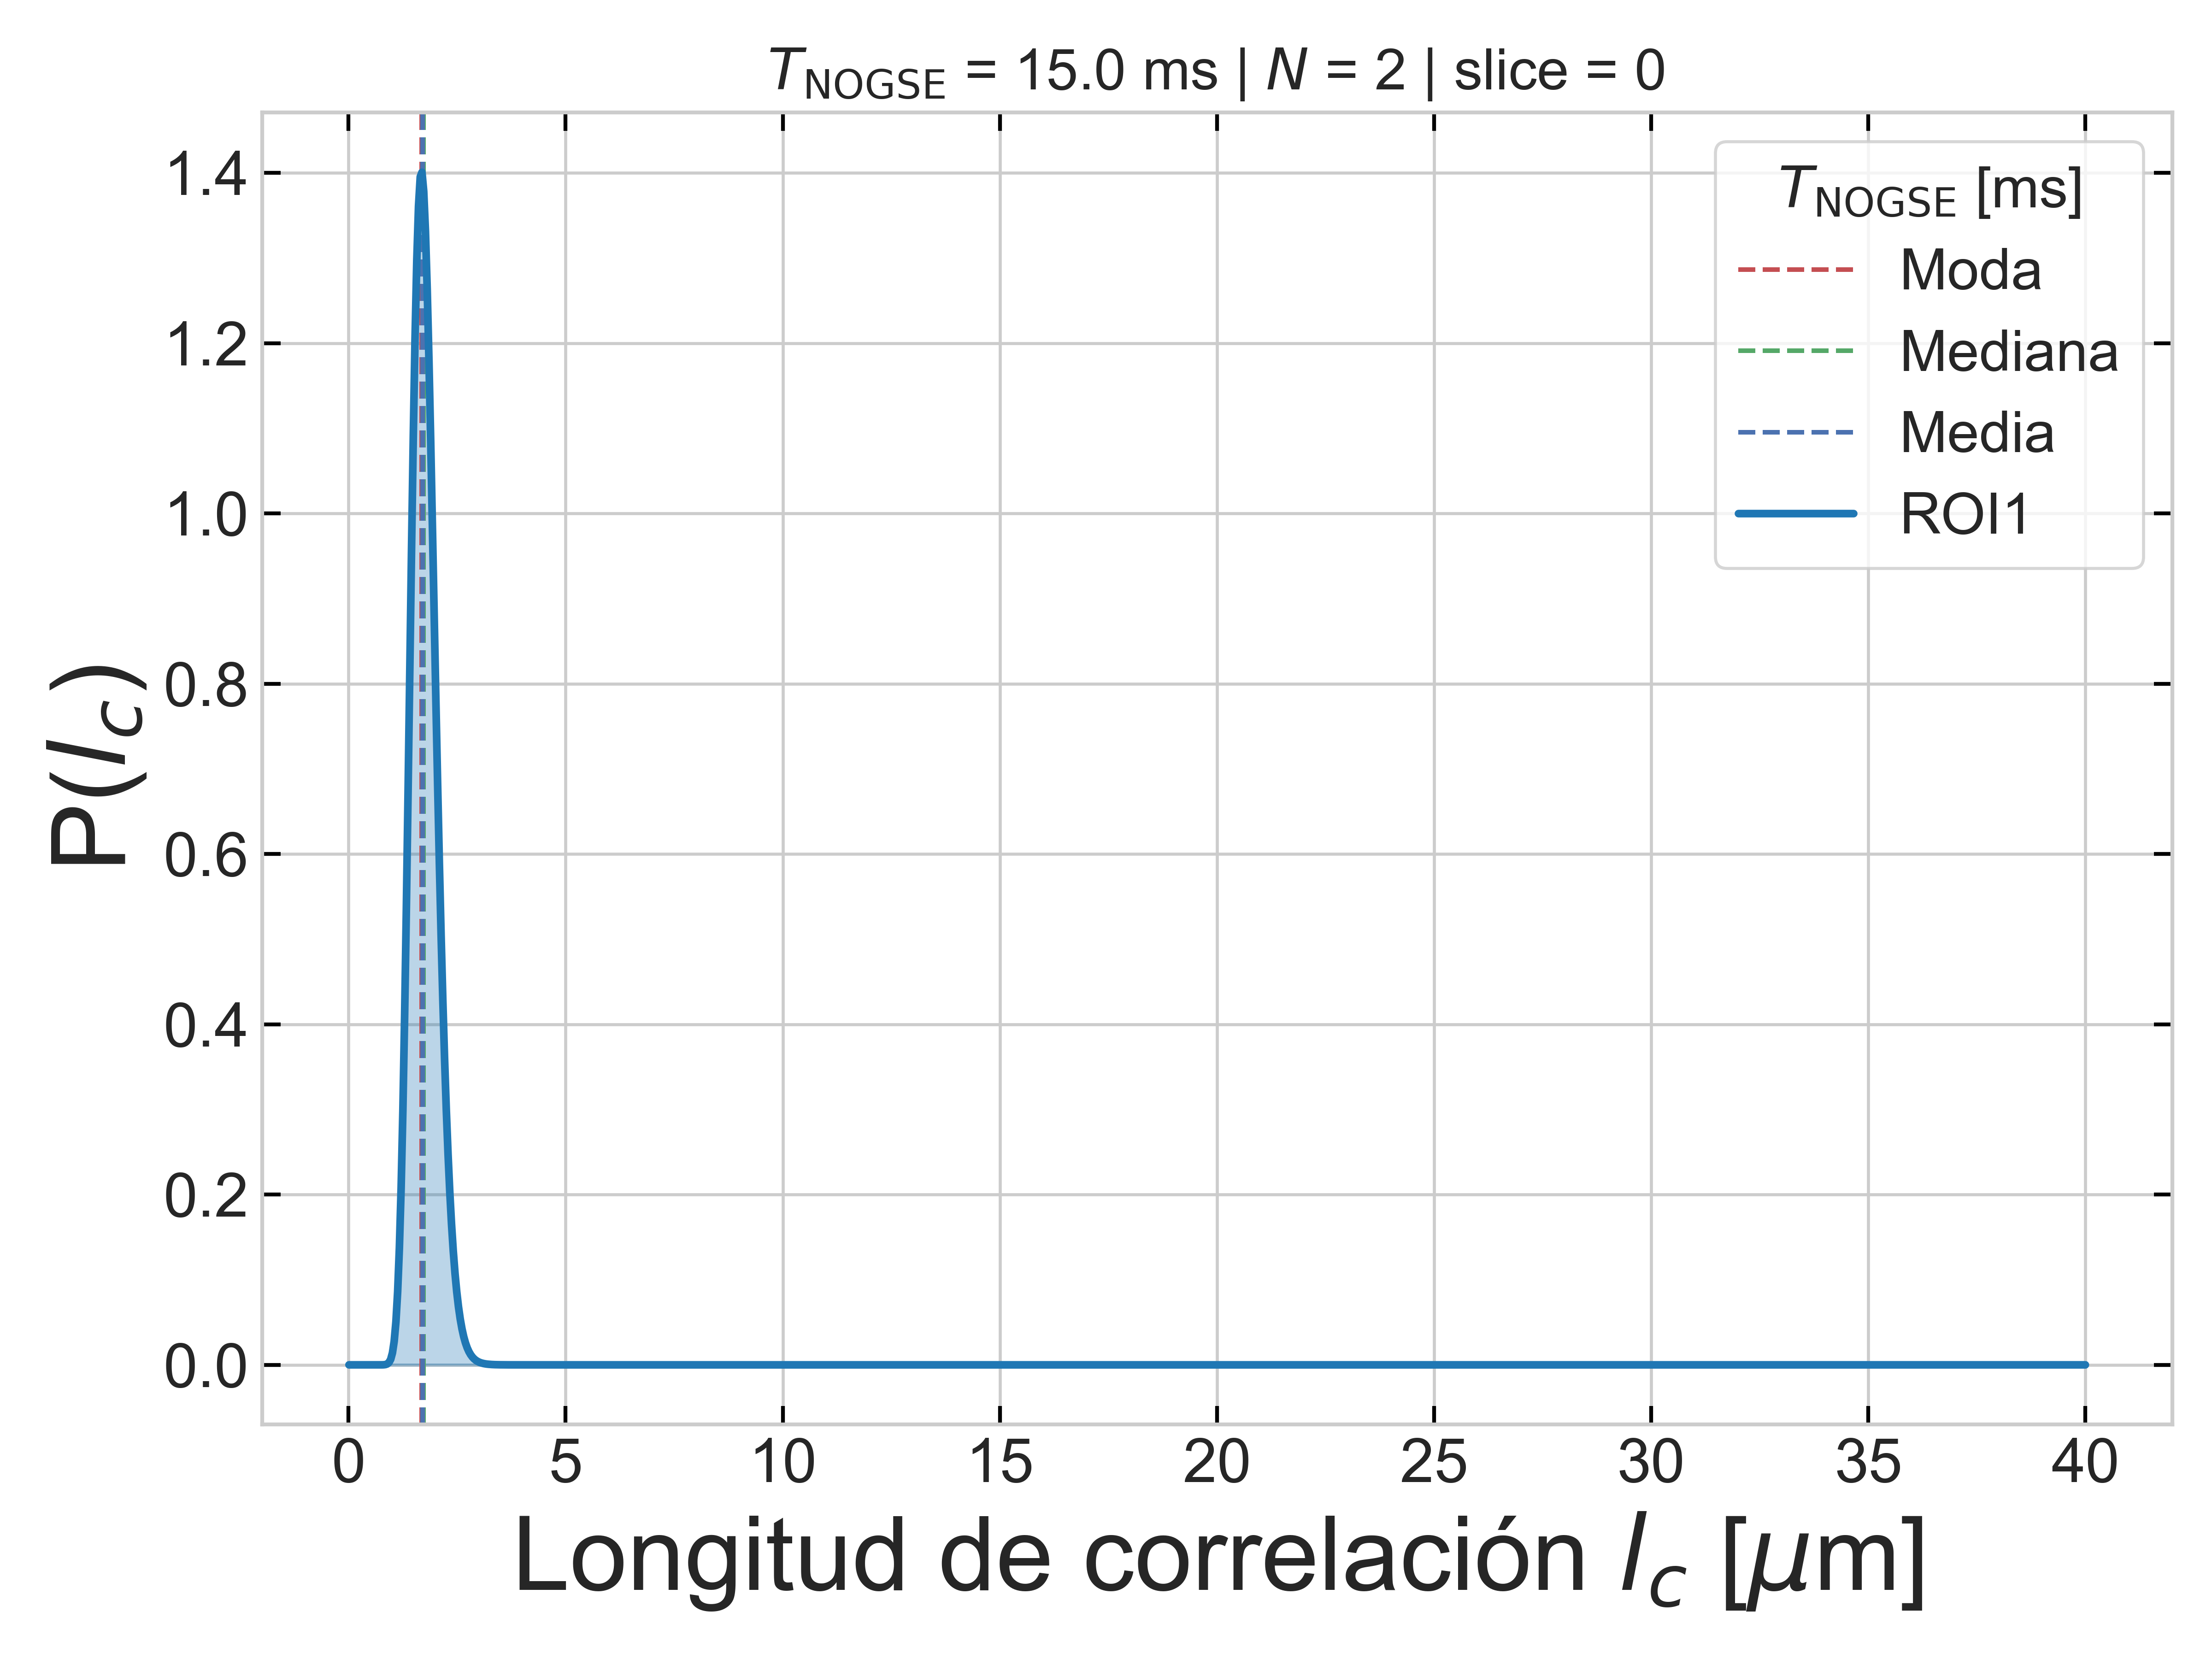 T_NOGSE = 15.0 ms | N = 2 | slice = 0
T_NOGSE [ms]
Moda
Mediana
Media
ROI1
P(l_c)
1.4
1.2
1.0
0.8
0.6
0.4
0.2
0.0
0 5 10 15 20 25 30 35 40
Longitud de correlación l_c [μm]